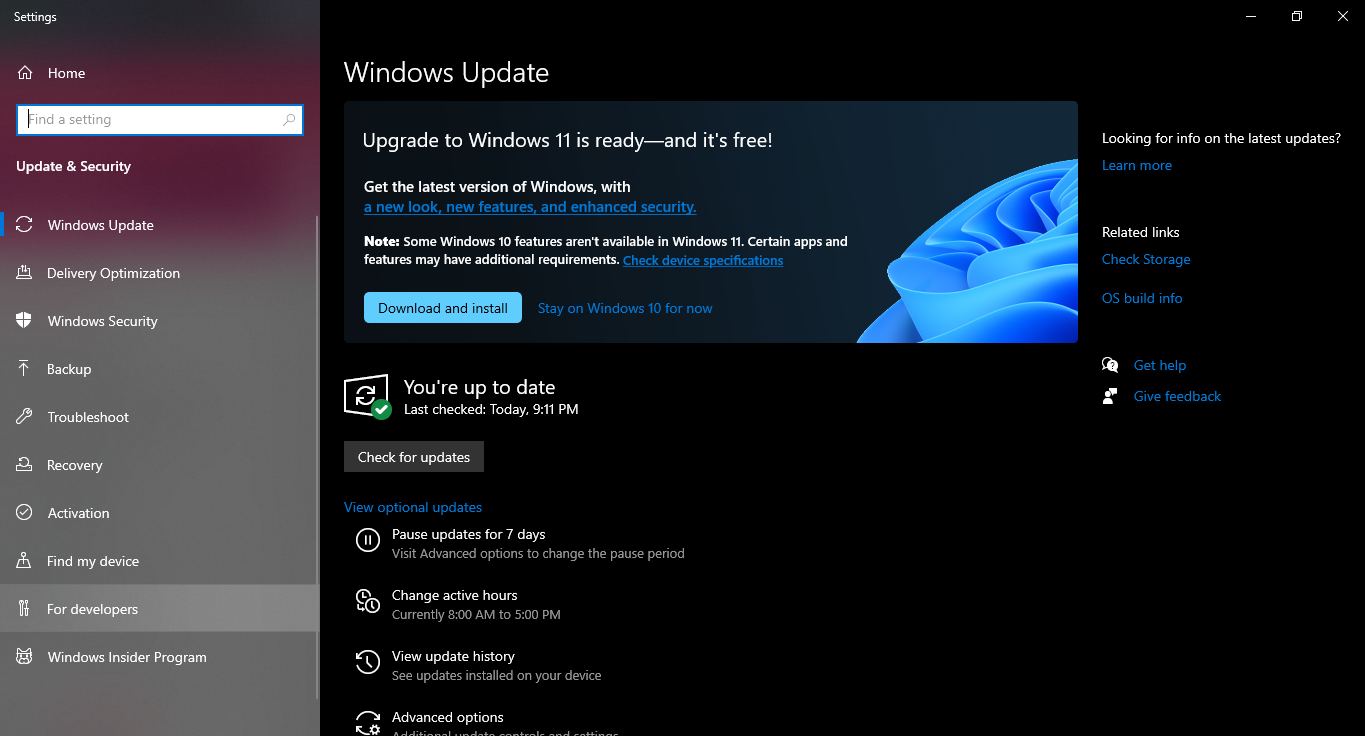 Settings
Home
Find a setting
Update & Security
Windows Update
Delivery Optimization
Windows Security
Backup
Troubleshoot
Recovery
Activation
Find my device
For developers
Windows Insider Program
Windows Update
Upgrade to Windows 11 is ready—and it's free!
Get the latest version of Windows, with
a new look, new features, and enhanced security.
Note: Some Windows 10 features aren't available in Windows 11. Certain apps and
features may have additional requirements. Check device specifications
Download and install
Stay on Windows 10 for now
You're up to date
Last checked: Today, 9:11 PM
Check for updates
View optional updates
Pause updates for 7 days
Visit Advanced options to change the pause period
Change active hours
Currently 8:00 AM to 5:00 PM
View update history
See updates installed on your device
Advanced options
Additional update controls and settings
Looking for info on the latest updates?
Learn more
Related links
Check Storage
OS build info
Get help
Give feedback